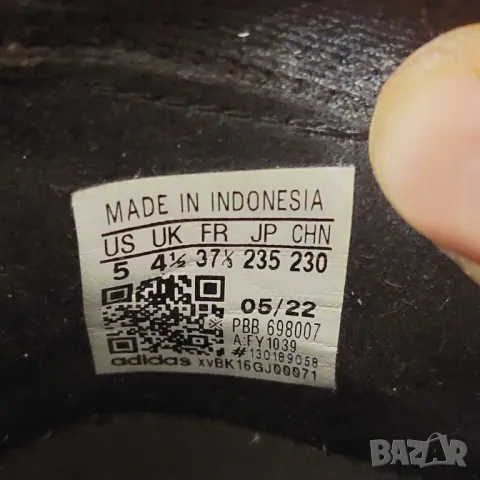 MADE IN INDONESIA
US UK FR JP CHN
5 4½ 37⅓ 235 230
05/22
PBB 698007
A:FY1039
#130189058
adidas xvBK16GJ00071
BAZAR